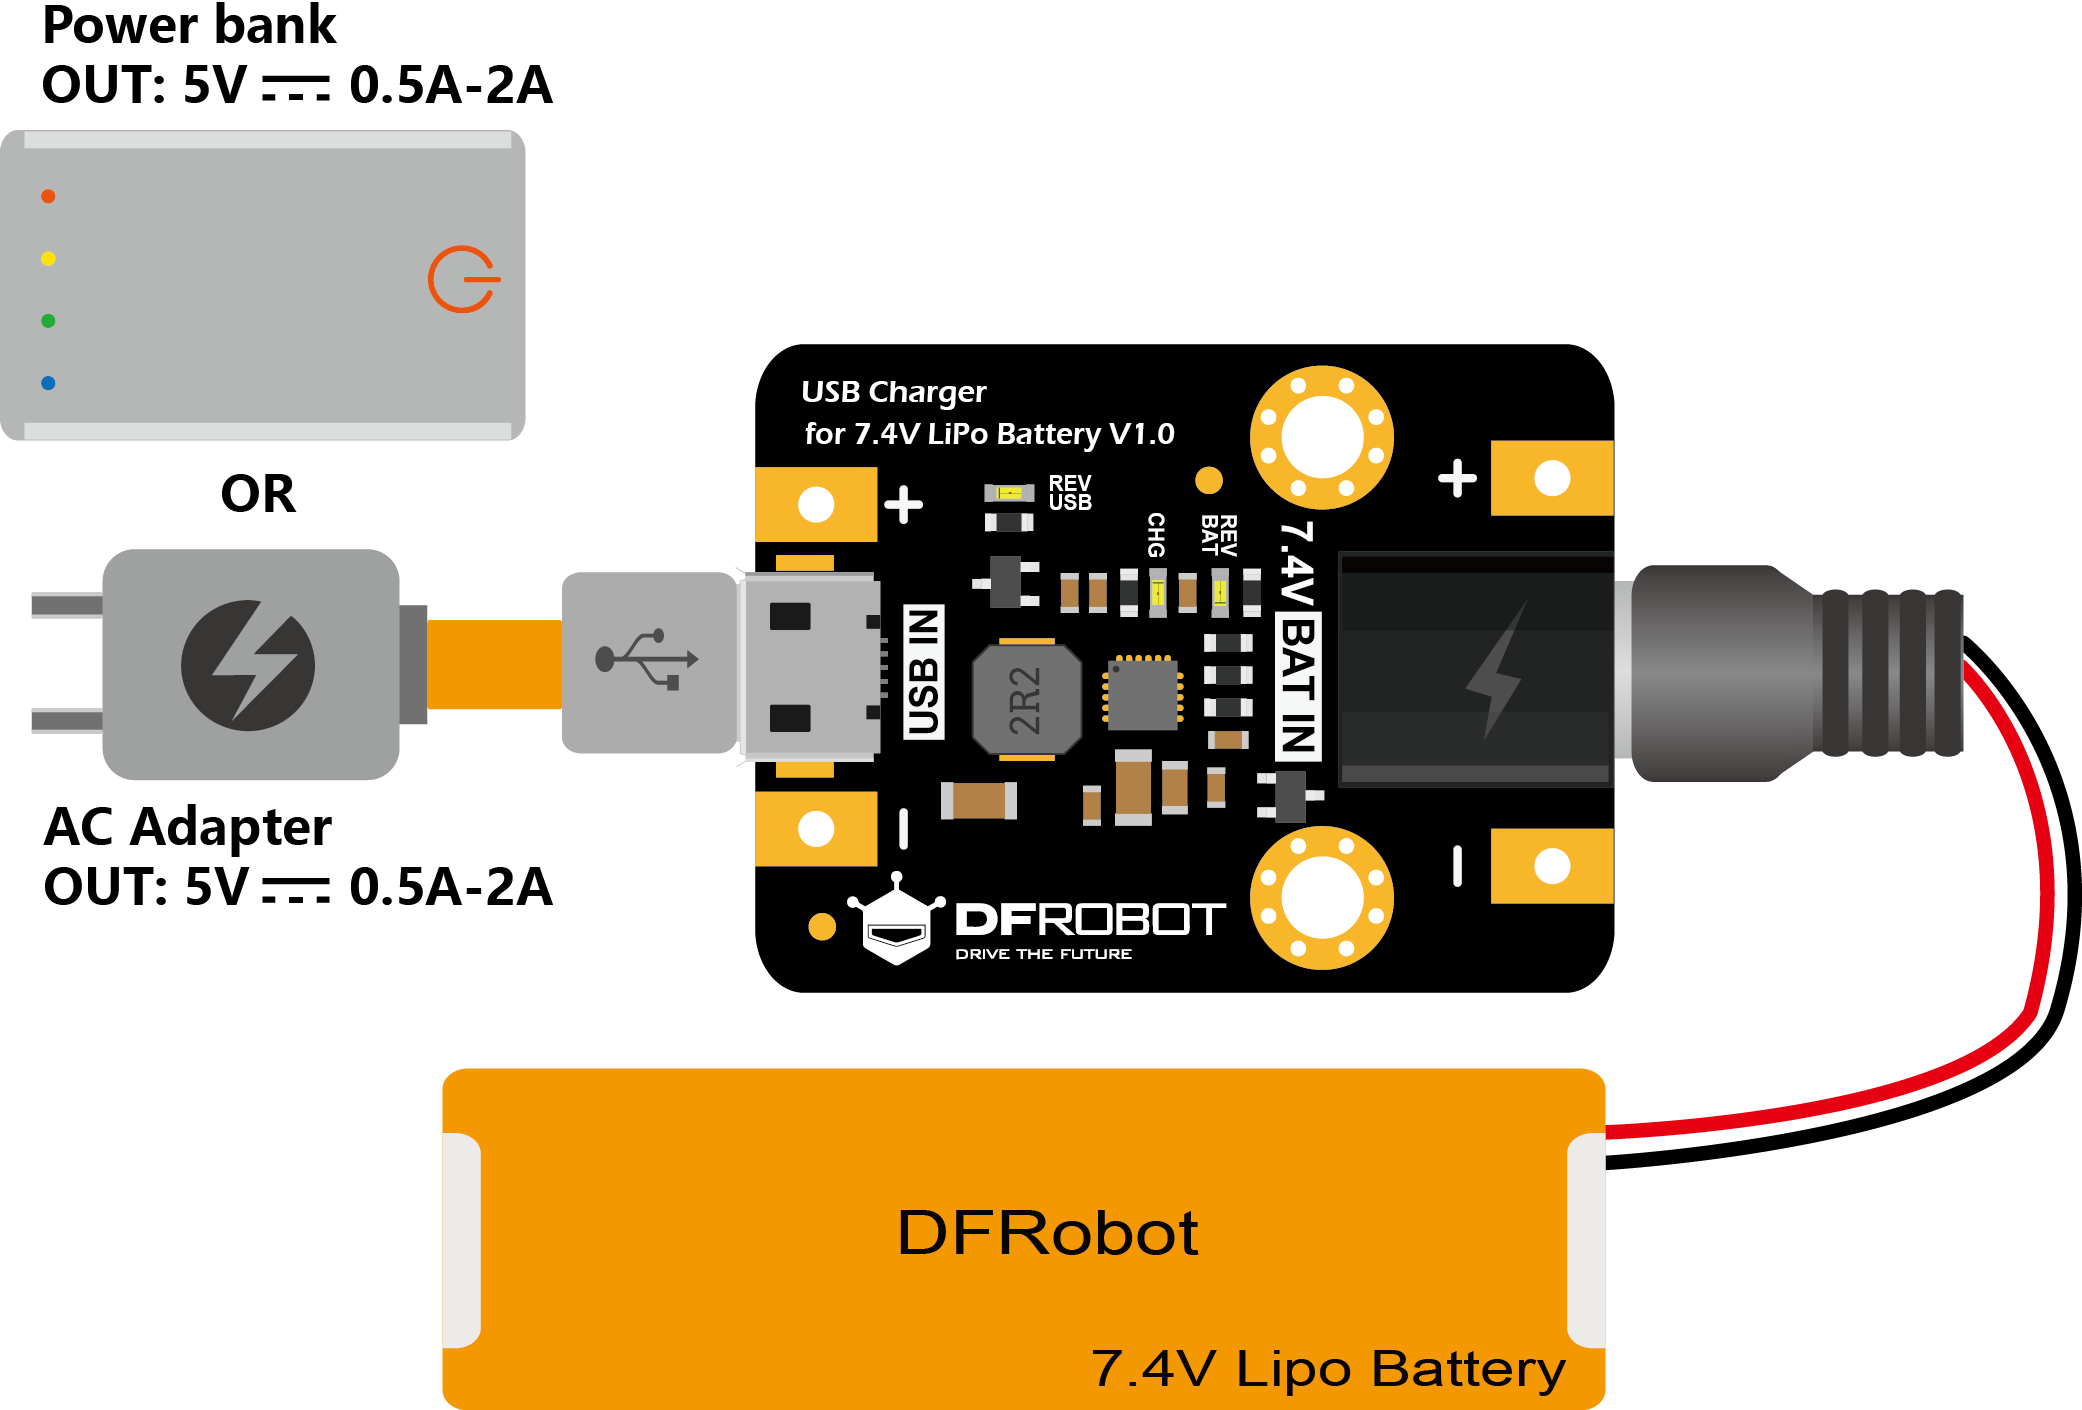 Power bank
OUT: 5V ⎓ 0.5A-2A
OR
AC Adapter
OUT: 5V ⎓ 0.5A-2A
USB Charger
for 7.4V LiPo Battery V1.0
+
REV
USB
CHG
REV
BAT
7.4V
BAT IN
+
USB IN
2R2
-
-
DFROBOT
DRIVE THE FUTURE
DFRobot
7.4V Lipo Battery